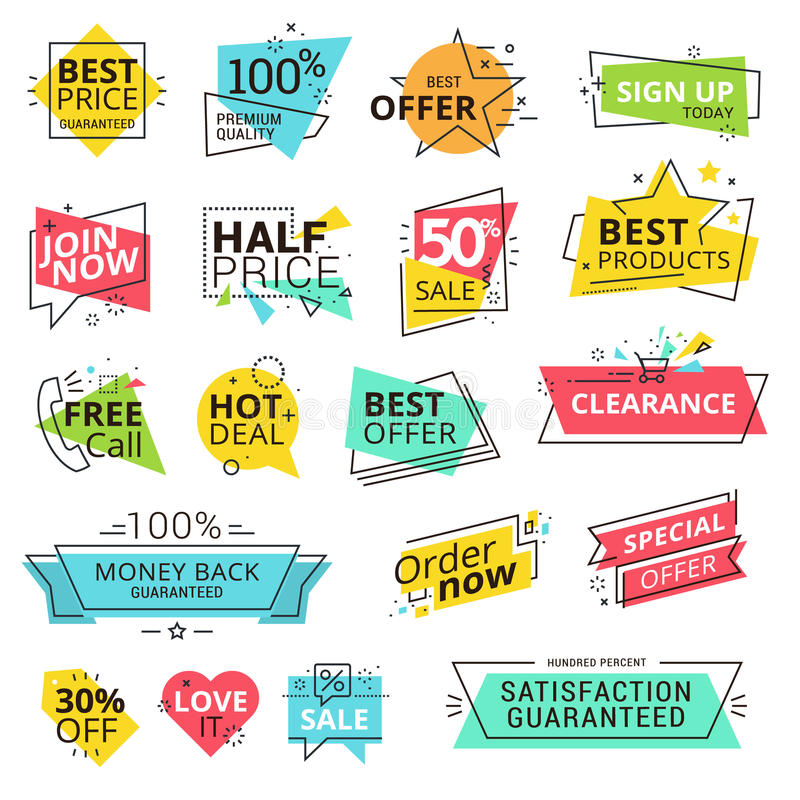 BEST
PRICE
GUARANTEED
100%
PREMIUM
QUALITY
BEST
OFFER
SIGN UP
TODAY
JOIN
NOW
HALF
PRICE
50%
SALE
BEST
PRODUCTS
FREE
Call
HOT
DEAL
BEST
OFFER
CLEARANCE
100%
MONEY BACK
GUARANTEED
Order
now
SPECIAL
OFFER
30%
OFF
LOVE
IT
%
SALE
HUNDRED PERCENT
SATISFACTION
GUARANTEED